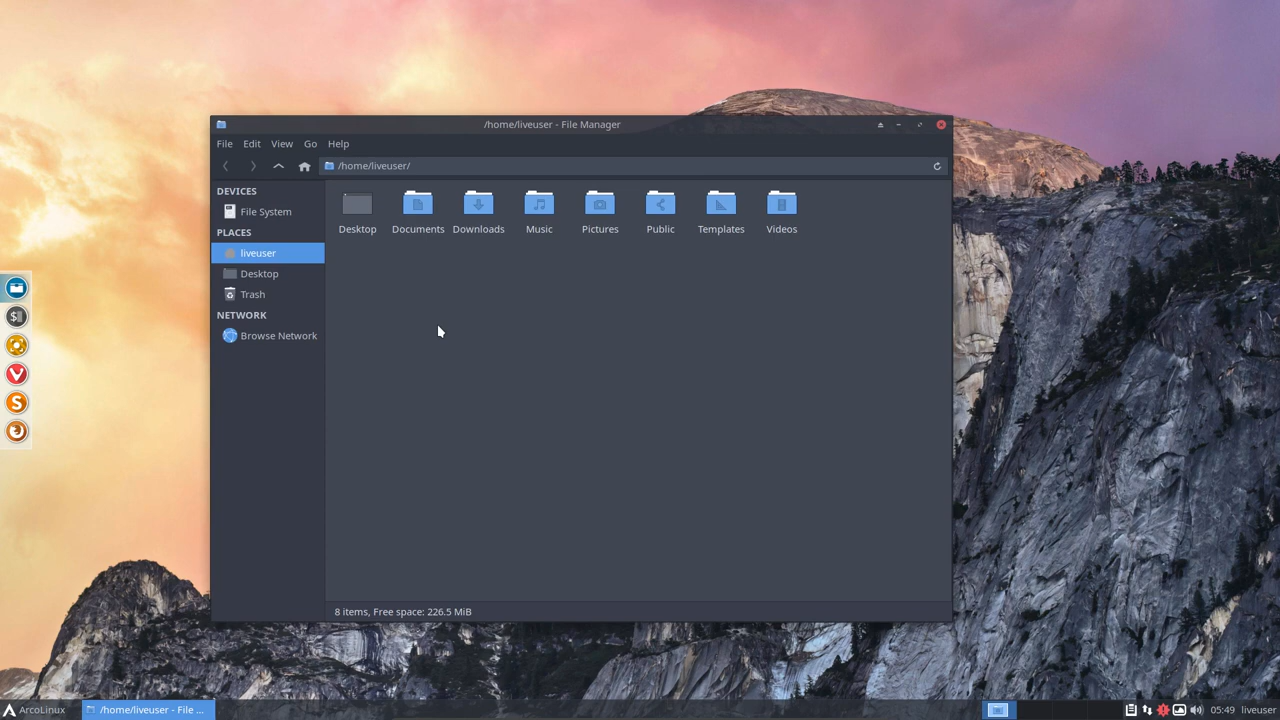 /home/liveuser - File Manager
File Edit View Go Help
/home/liveuser/
DEVICES
File System
PLACES
liveuser
Desktop
Trash
NETWORK
Browse Network
Desktop Documents Downloads Music Pictures Public Templates Videos
8 items, Free space: 226.5 MiB
ArcoLinux /home/liveuser - File ... 05:49 liveuser